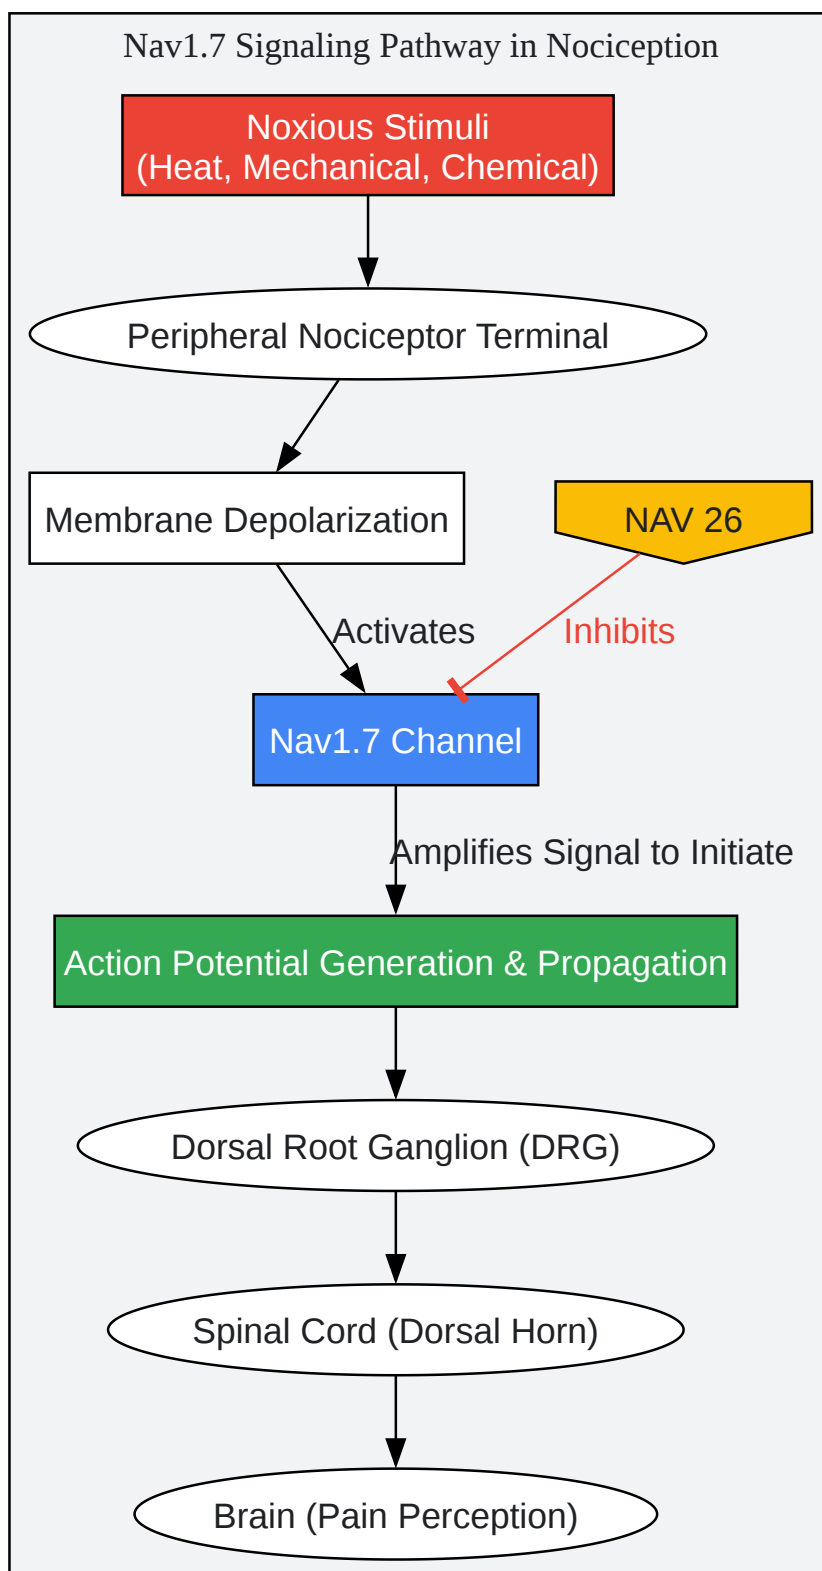 Nav1.7 Signaling Pathway in Nociception
Noxious Stimuli
(Heat, Mechanical, Chemical)
Peripheral Nociceptor Terminal
Membrane Depolarization
NAV 26
Activates
Inhibits
Nav1.7 Channel
Amplifies Signal to Initiate
Action Potential Generation & Propagation
Dorsal Root Ganglion (DRG)
Spinal Cord (Dorsal Horn)
Brain (Pain Perception)